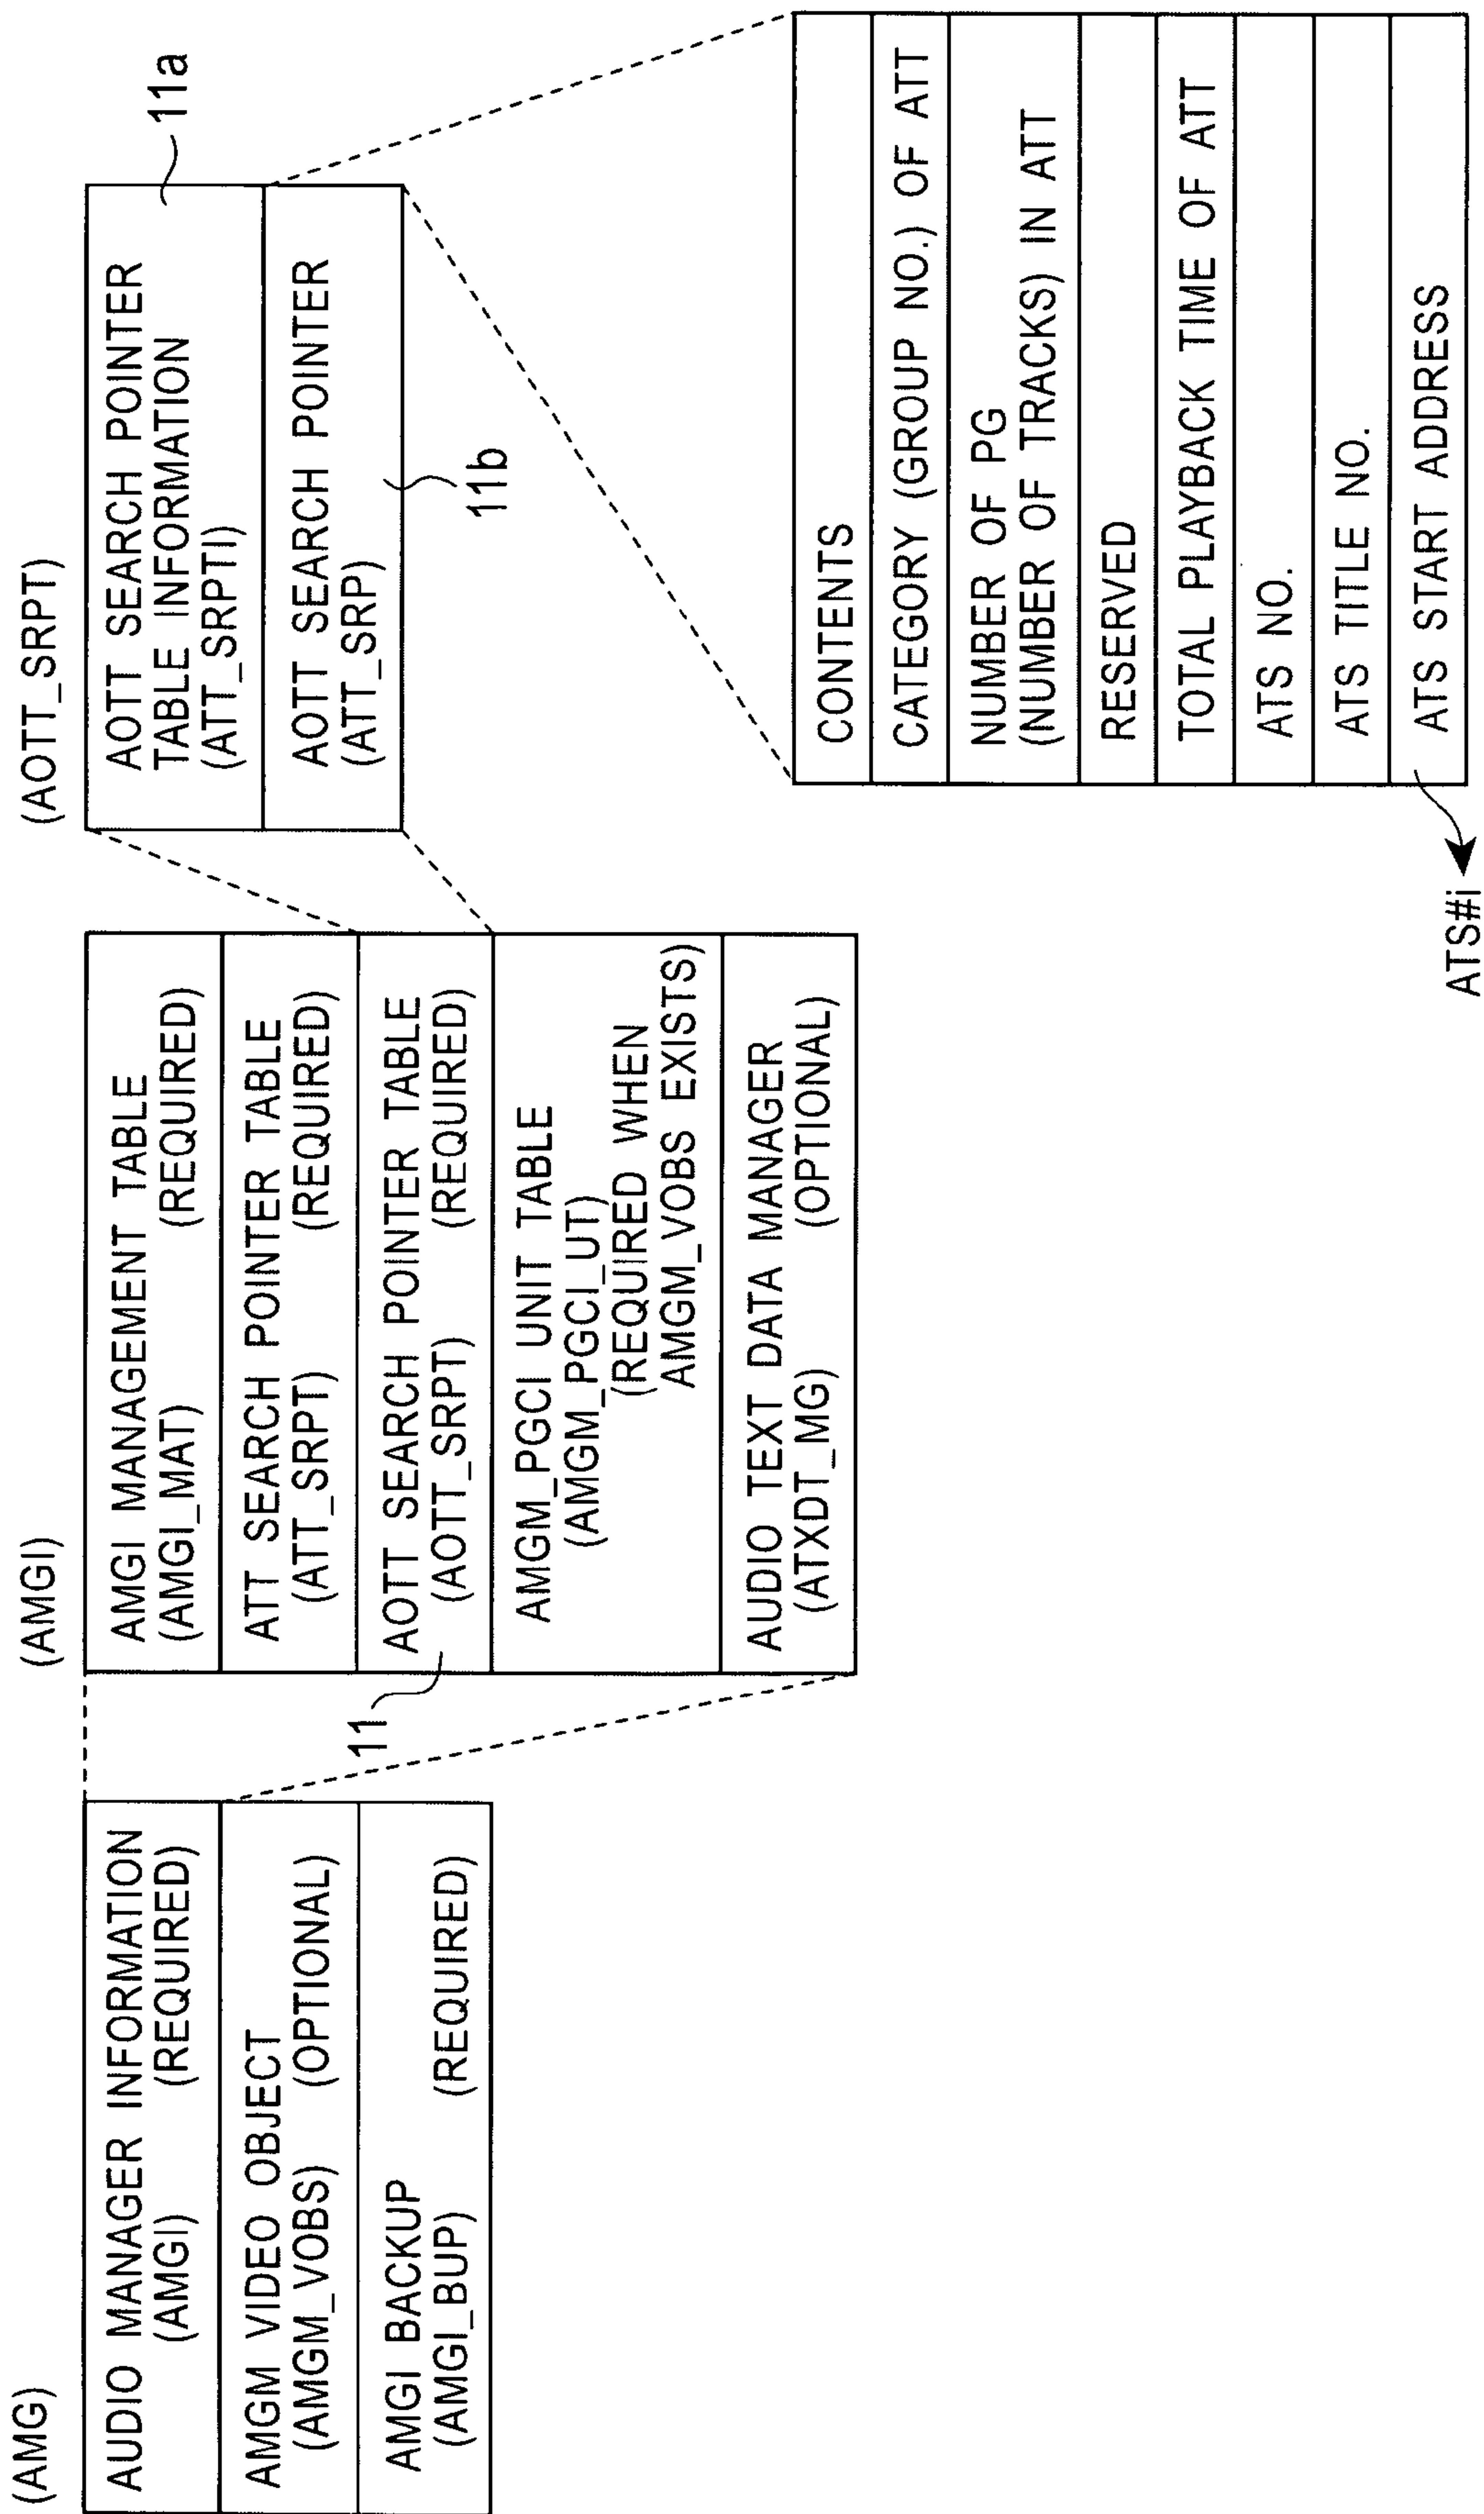 (AMG)
AUDIO MANAGER INFORMATION
(AMGI) (REQUIRED)
AMGM VIDEO OBJECT
(AMGM_VOBS) (OPTIONAL)
AMGI BACKUP
(AMGI_BUP) (REQUIRED)
(AMGI)
AMGI MANAGEMENT TABLE
(AMGI_MAT) (REQUIRED)
ATT SEARCH POINTER TABLE
(ATT_SRPT) (REQUIRED)
AOTT SEARCH POINTER TABLE
(AOTT_SRPT) (REQUIRED)
AMGM_PGCI UNIT TABLE
(AMGM_PGCI_UT)
(REQUIRED WHEN
AMGM_VOBS EXISTS)
AUDIO TEXT DATA MANAGER
(ATXDT_MG) (OPTIONAL)
11
(AOTT_SRPT)
AOTT SEARCH POINTER
TABLE INFORMATION
(ATT_SRPTI)
11a
AOTT SEARCH POINTER
(ATT_SRP)
11b
CONTENTS
CATEGORY (GROUP NO.) OF ATT
NUMBER OF PG
(NUMBER OF TRACKS) IN ATT
RESERVED
TOTAL PLAYBACK TIME OF ATT
ATS NO.
ATS TITLE NO.
ATS START ADDRESS
ATS#i